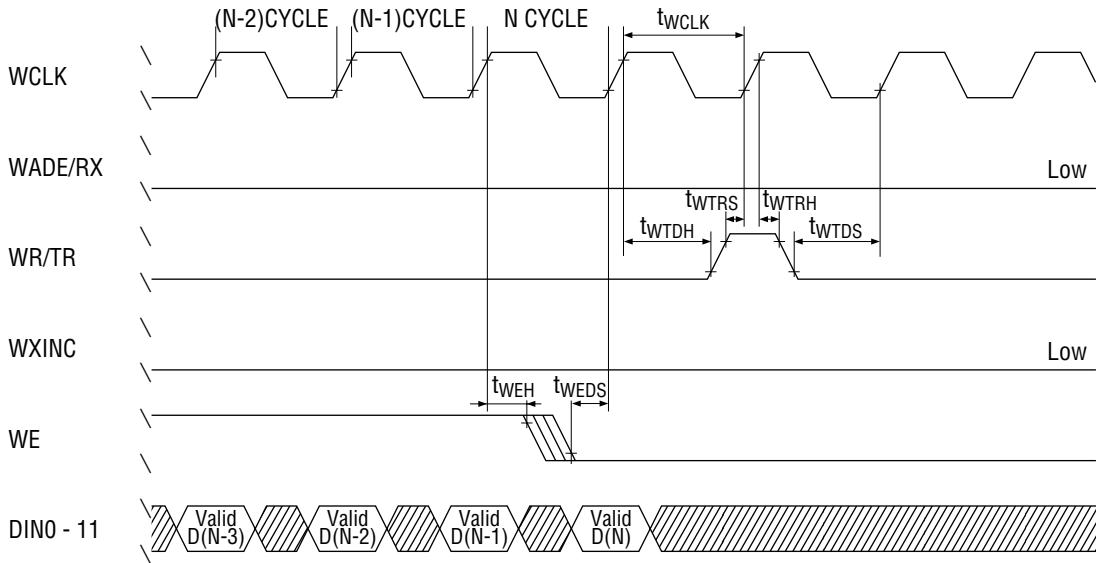 (N-2)CYCLE (N-1)CYCLE N CYCLE tWCLK
WCLK
WADE/RX Low
tWTRS tWTRH
tWTDH tWTDS
WR/TR
WXINC Low
tWEH tWEDS
WE
DIN0 - 11
Valid D(N-3)
Valid D(N-2)
Valid D(N-1)
Valid D(N)